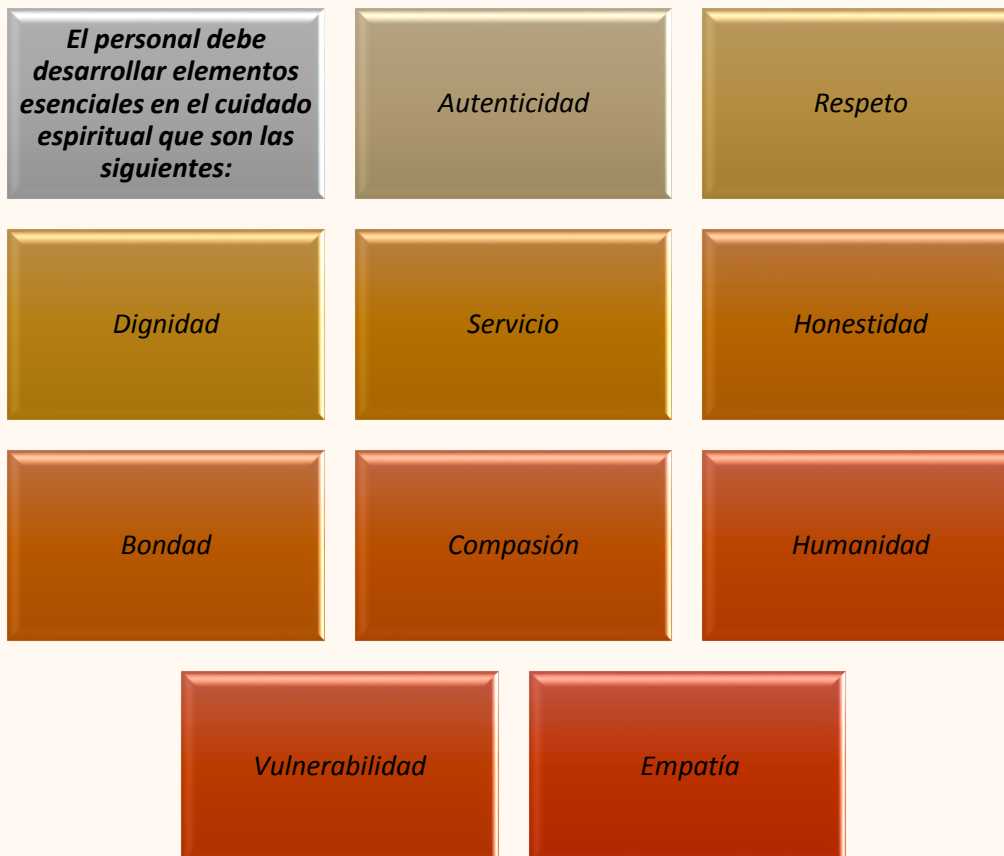 El personal debe
desarrollar elementos
esenciales en el cuidado
espiritual que son las
siguientes:
Autenticidad
Respeto
Dignidad
Servicio
Honestidad
Bondad
Compasión
Humanidad
Vulnerabilidad
Empatía